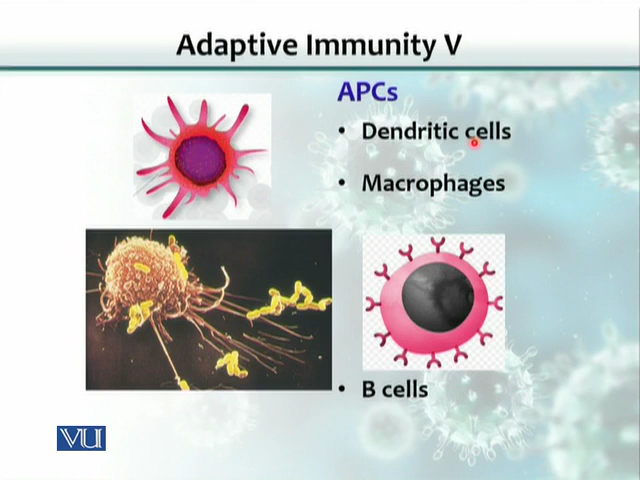 Adaptive Immunity V
APCs
• Dendritic cells
• Macrophages
• B cells
VU